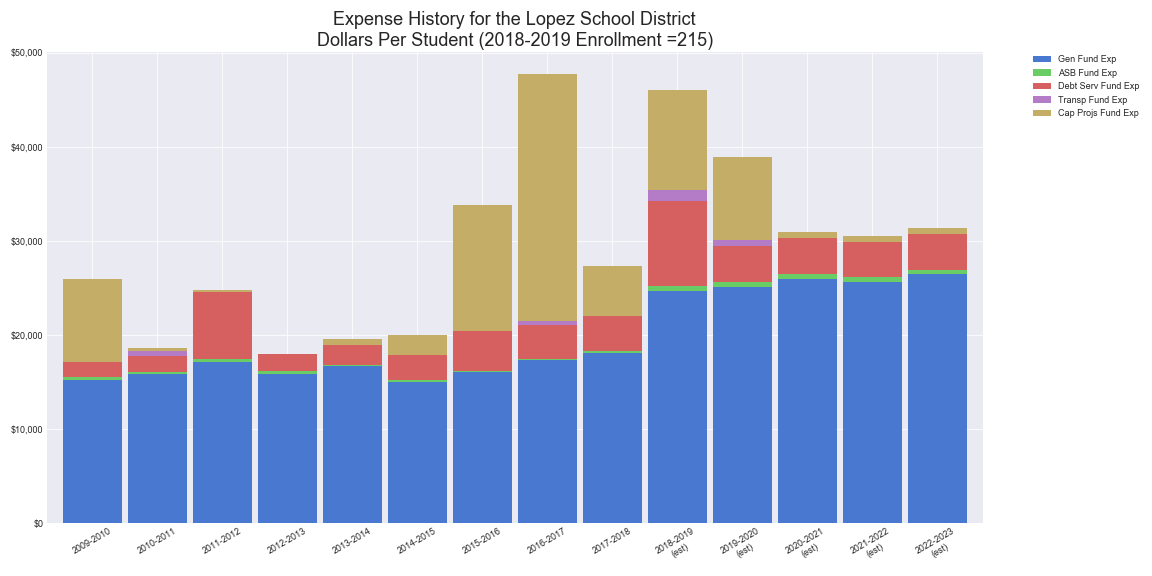 Expense History for the Lopez School District
Dollars Per Student (2018-2019 Enrollment =215)
$50,000
$40,000
$30,000
$20,000
$10,000
$0
2009-2010
2010-2011
2011-2012
2012-2013
2013-2014
2014-2015
2015-2016
2016-2017
2017-2018
2018-2019
(est)
2019-2020
(est)
2020-2021
(est)
2021-2022
(est)
2022-2023
(est)
Gen Fund Exp
ASB Fund Exp
Debt Serv Fund Exp
Transp Fund Exp
Cap Projs Fund Exp